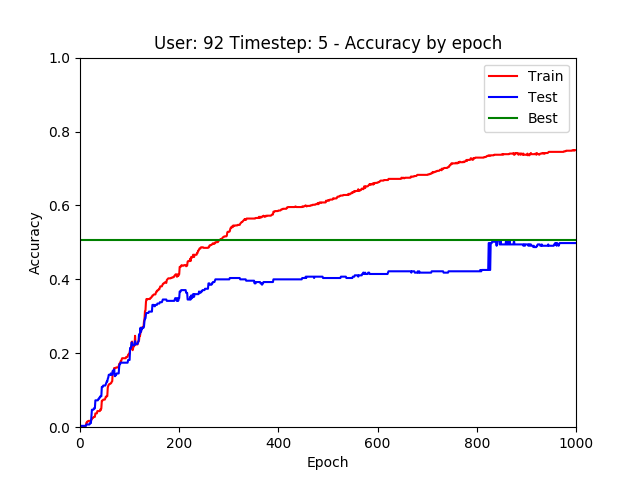 User: 92 Timestep: 5 - Accuracy by epoch
1.0
0.8
0.6
0.4
0.2
0.0
Accuracy
Train
Test
Best
0 200 400 600 800 1000
Epoch